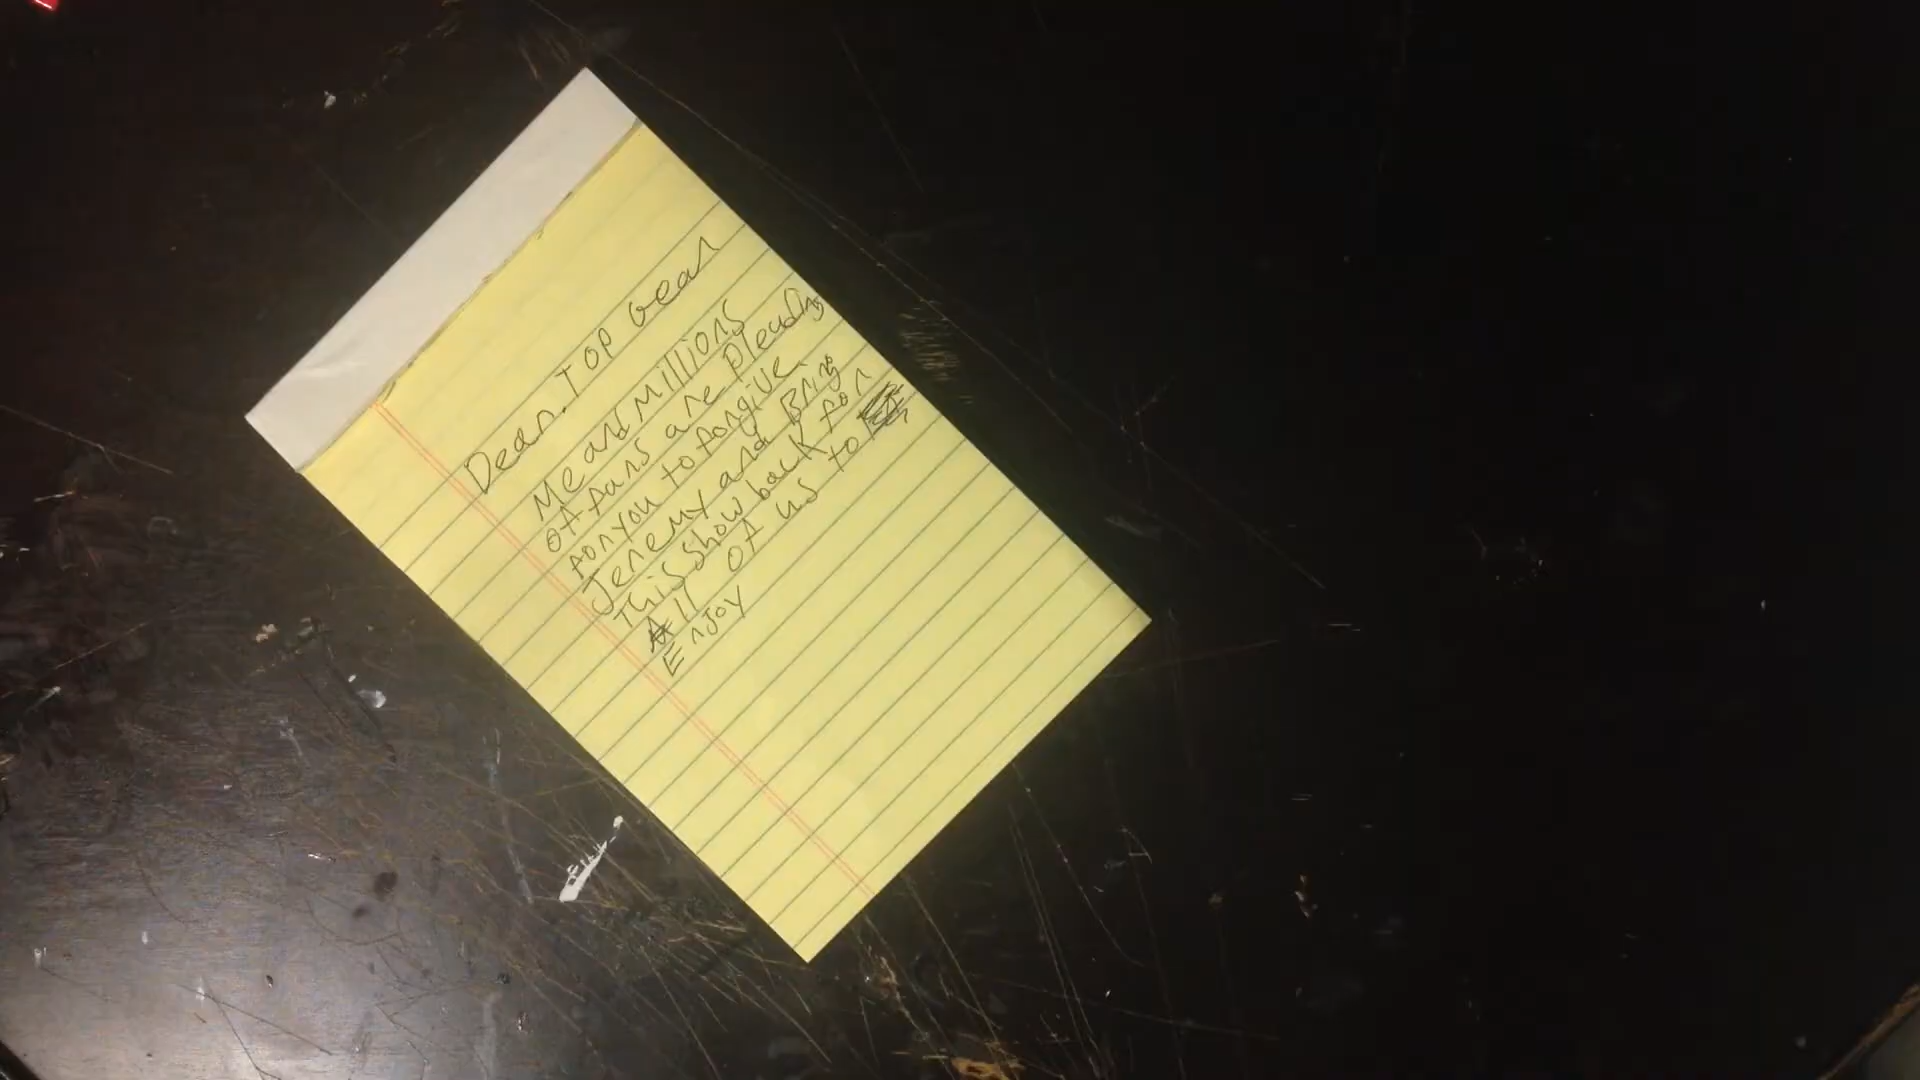 Dear. Top Gear
Me and Millions
of fans are Pleading
for you to forgive
Jeremy and Bring
This show back for
All of us to
Enjoy